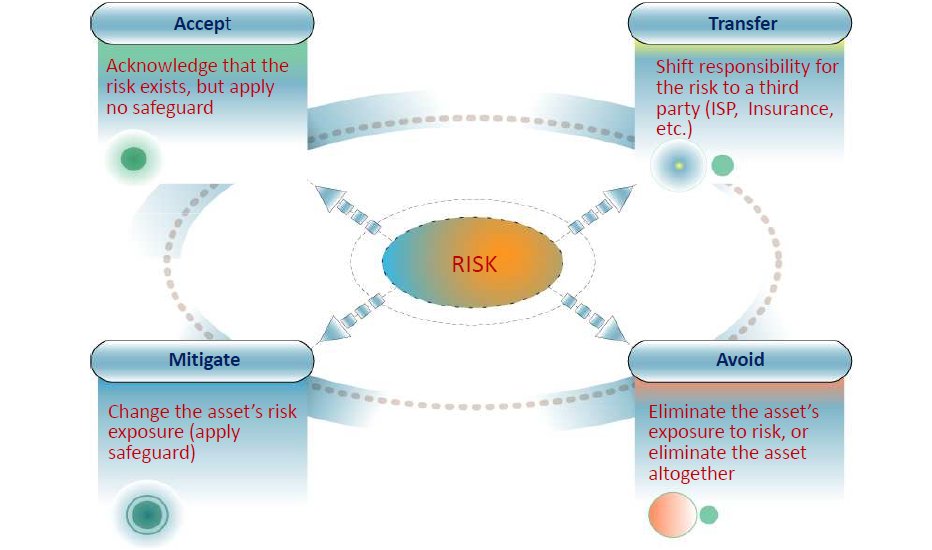 Accept
Acknowledge that the
risk exists, but apply
no safeguard
Transfer
Shift responsibility for
the risk to a third
party (ISP, Insurance,
etc.)
RISK
Mitigate
Change the asset's risk
exposure (apply
safeguard)
Avoid
Eliminate the asset's
exposure to risk, or
eliminate the asset
altogether